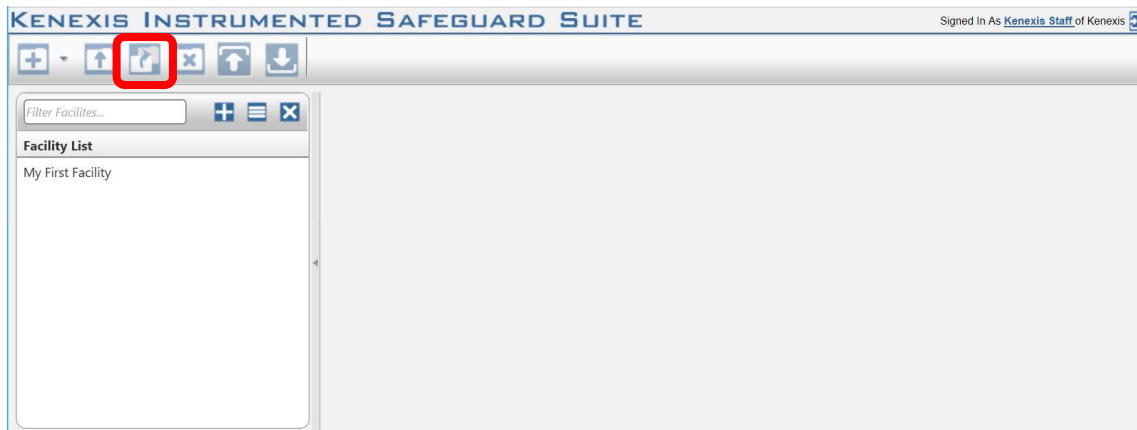 KENEXIS INSTRUMENTED SAFEGUARD SUITE
Signed In As Kenexis Staff of Kenexis
Filter Facilites...
Facility List
My First Facility